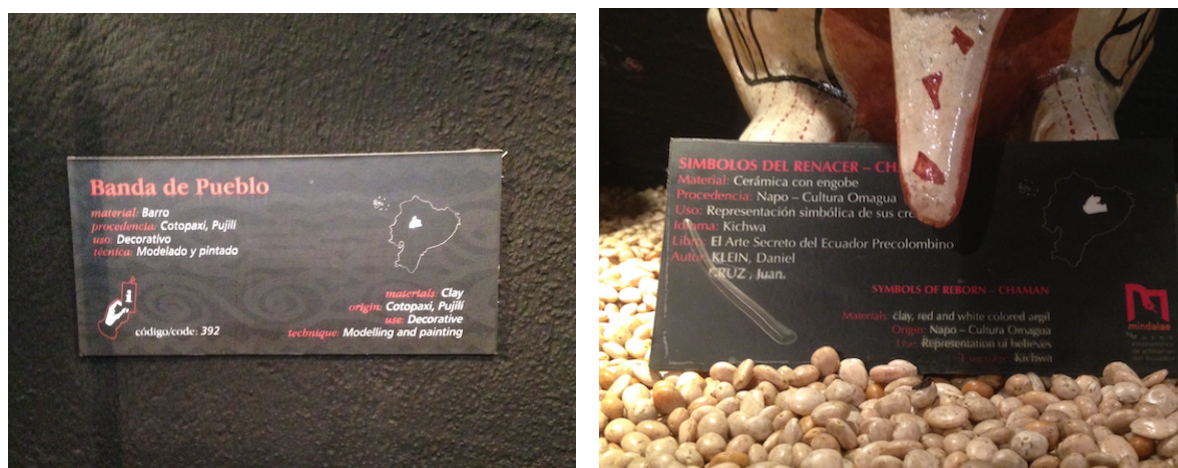 Banda de Pueblo
material: Barro
procedencia: Cotopaxi, Pujilí
uso: Decorativo
técnica: Modelado y pintado
materials: Clay
origin: Cotopaxi, Pujilí
use: Decorative
technique: Modelling and painting
código/code: 392
SIMBOLOS DEL RENACER – CH
Material: Cerámica con engobe
Procedencia: Napo – Cultura Omagua
Uso: Representación simbólica de sus cre
Idioma: Kichwa
Libro: El Arte Secreto del Ecuador Precolombino
Autor: KLEIN, Daniel
CRUZ, Juan.
SYMBOLS OF REBORN – CHAMAN
Materials: clay, red and white colored argil
Origin: Napo – Cultura Omagua
Use: Representation of believes
Language: Kichwa
mindalae